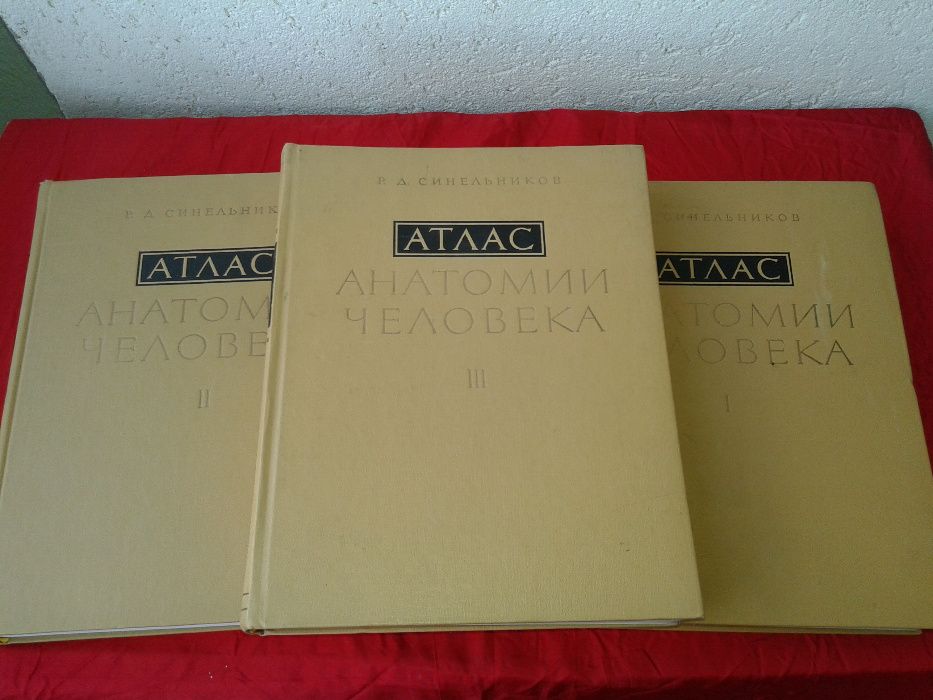 Р. Д. СИНЕЛЬНИК
АТЛАС
АНАТОМ
ЧЕЛОВЕ
II
Р. Д. СИНЕЛЬНИКОВ
АТЛАС
АНАТОМИИ
ЧЕЛОВЕКА
III
СИНЕЛЬНИКОВ
АТЛАС
ТОМИИ
ЛОВЕКА
I